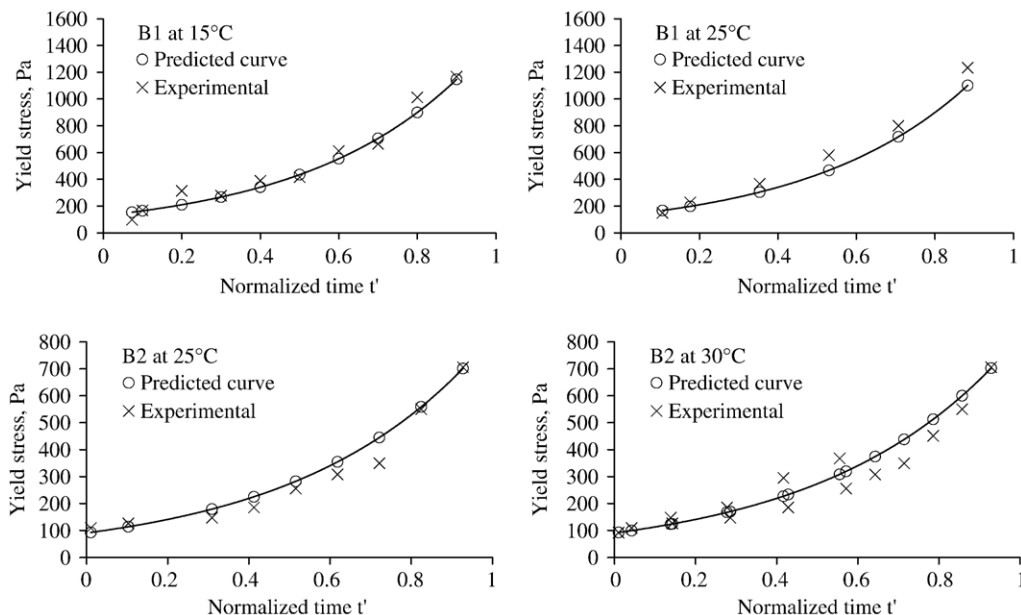 1600
1400
1200
1000
800
600
400
200
0
Yield stress, Pa
B1 at 15°C
Predicted curve
Experimental
0 0.2 0.4 0.6 0.8 1
Normalized time t'
1600
1400
1200
1000
800
600
400
200
0
Yield stress, Pa
B1 at 25°C
Predicted curve
Experimental
0 0.2 0.4 0.6 0.8 1
Normalized time t'
800
700
600
500
400
300
200
100
0
Yield stress, Pa
B2 at 25°C
Predicted curve
Experimental
0 0.2 0.4 0.6 0.8 1
Normalized time t'
800
700
600
500
400
300
200
100
0
Yield stress, Pa
B2 at 30°C
Predicted curve
Experimental
0 0.2 0.4 0.6 0.8 1
Normalized time t'